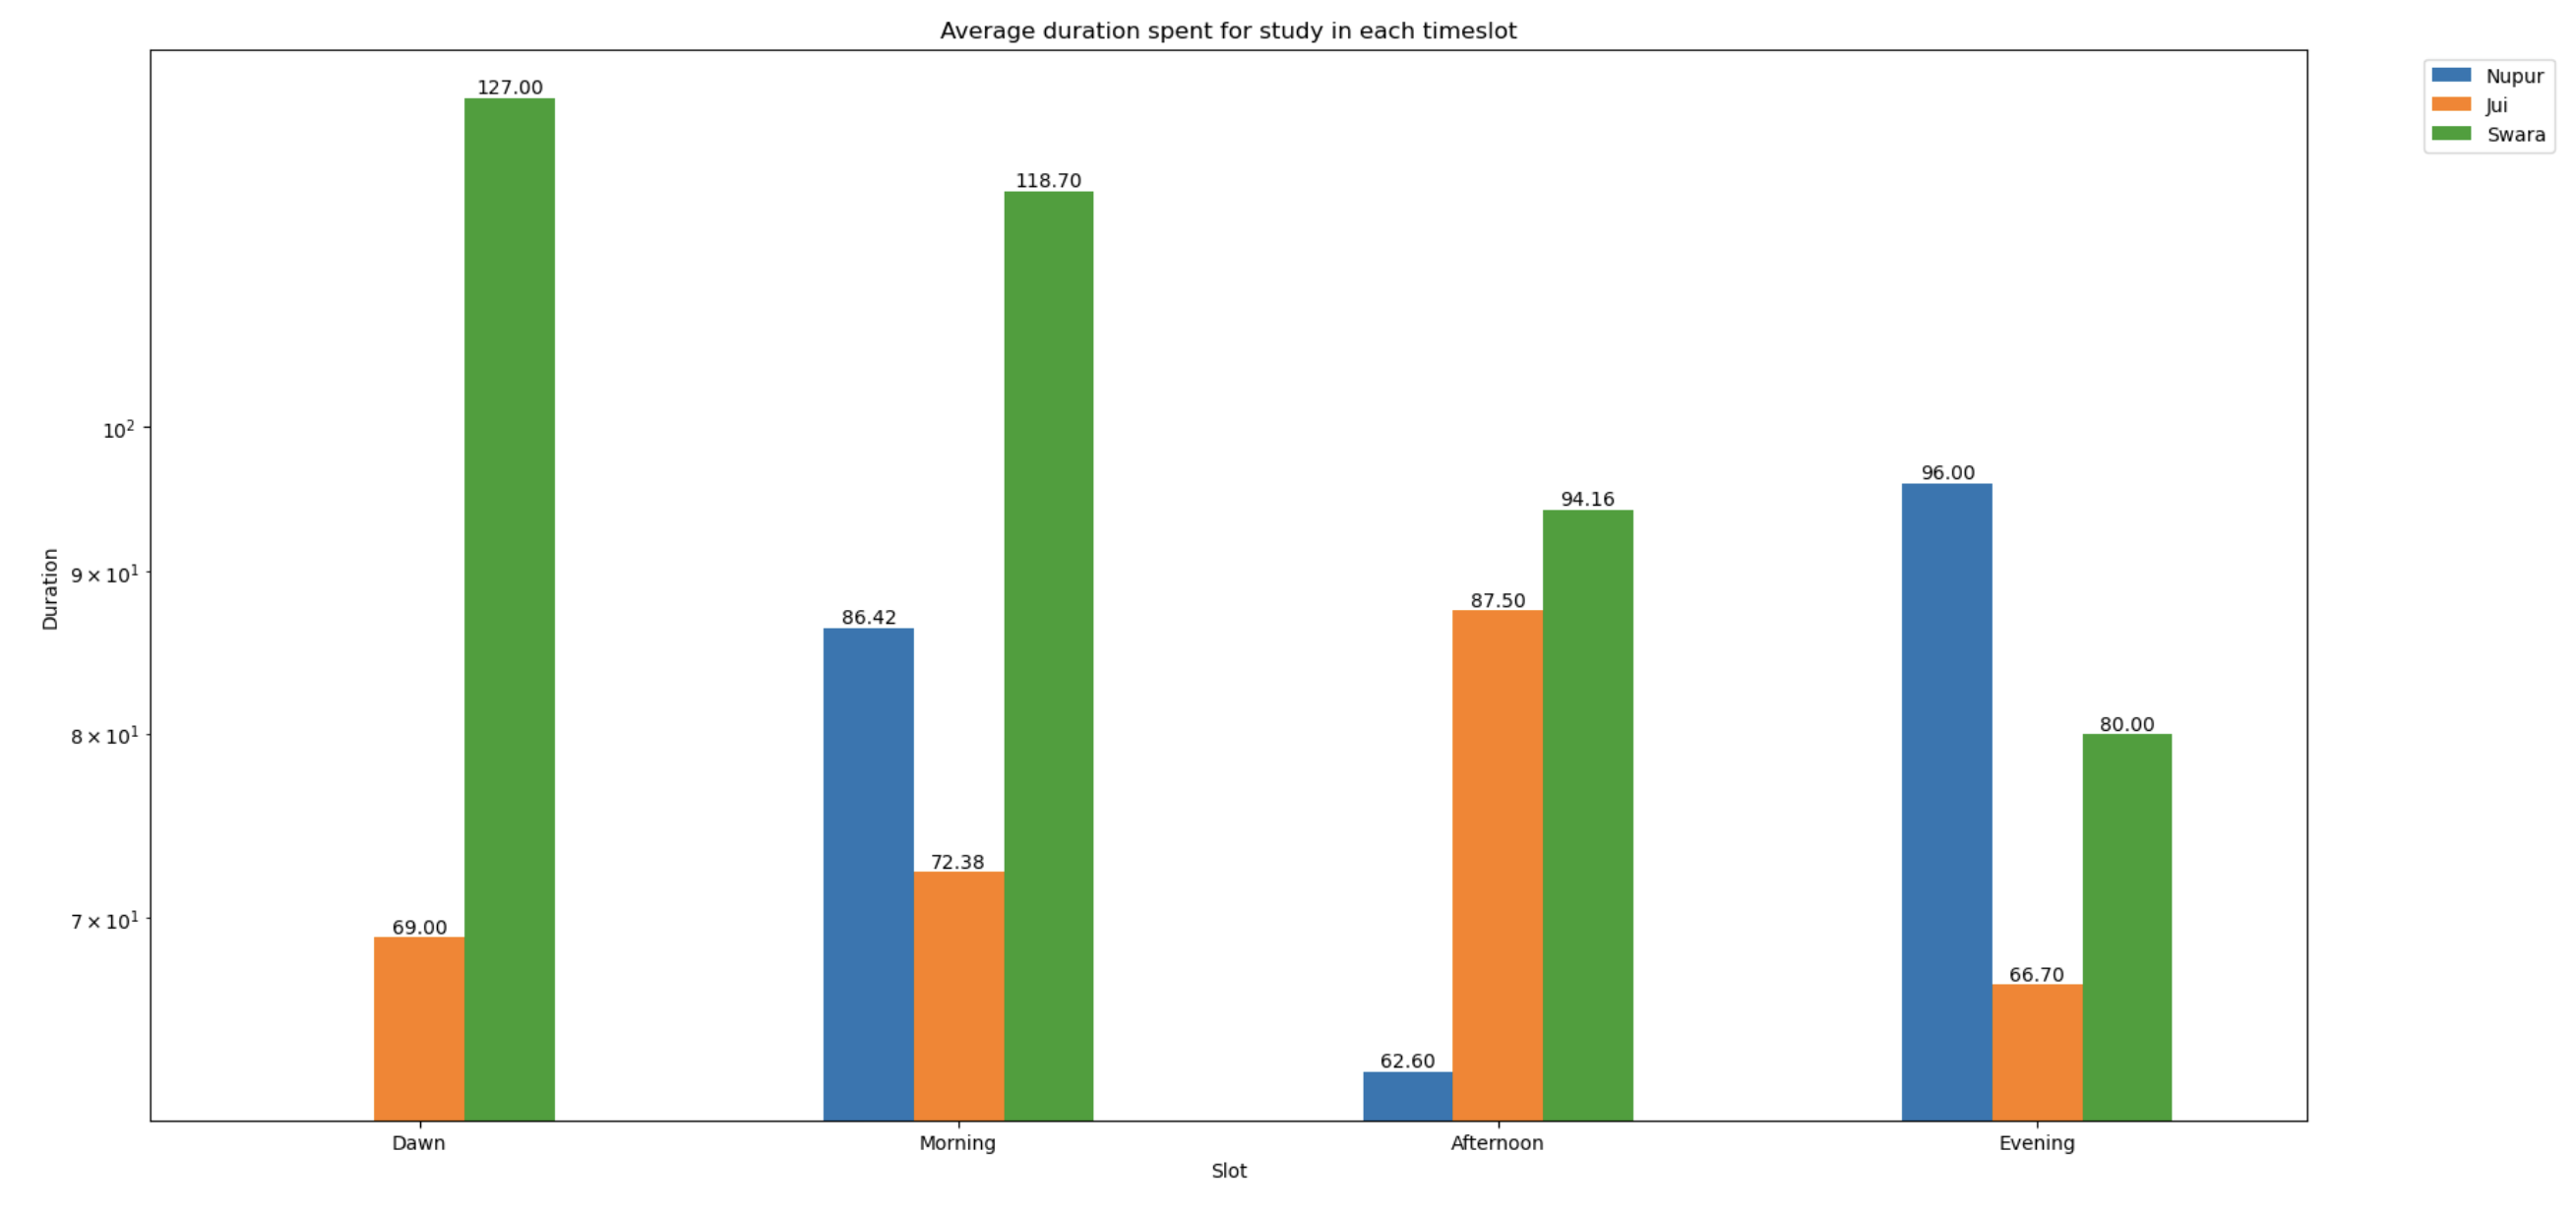 Average duration spent for study in each timeslot
Nupur
Jui
Swara
127.00
118.70
10²
96.00
94.16
9 × 10¹
87.50
86.42
Duration
8 × 10¹
80.00
72.38
7 × 10¹
69.00
66.70
62.60
Dawn Morning Afternoon Evening
Slot